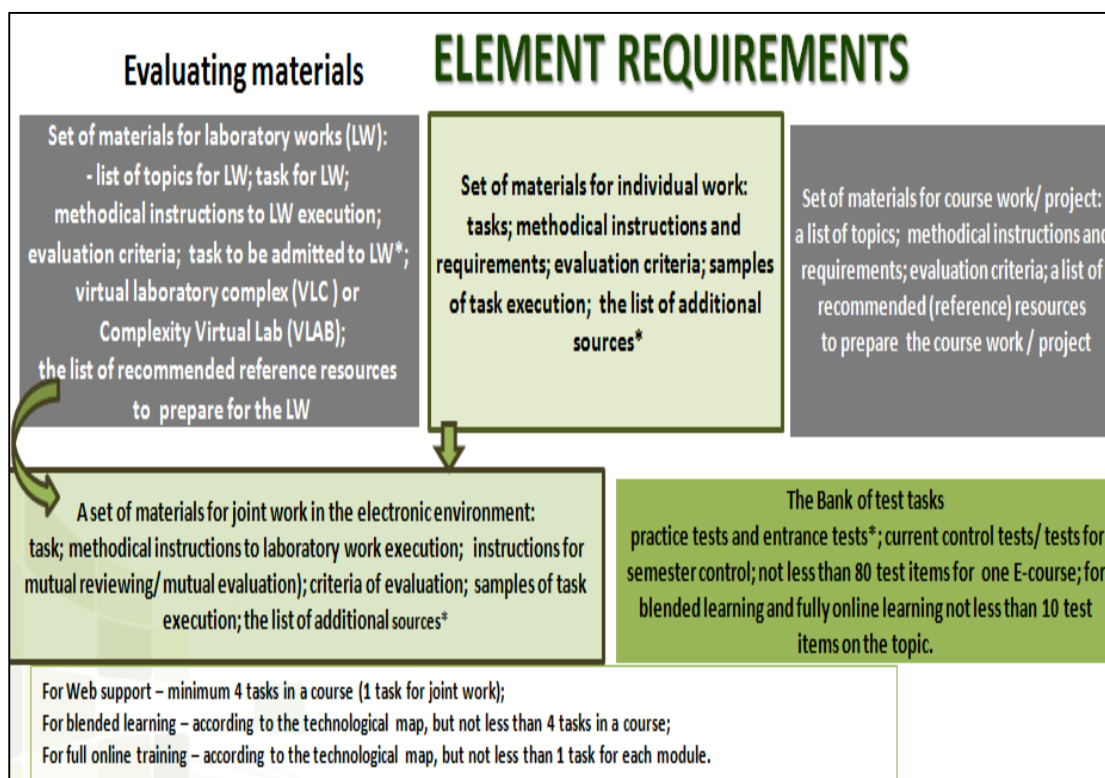 Evaluating materials
ELEMENT REQUIREMENTS
Set of materials for laboratory works (LW):
- list of topics for LW; task for LW;
methodical instructions to LW execution;
evaluation criteria; task to be admitted to LW*;
virtual laboratory complex (VLC ) or
Complexity Virtual Lab (VLAB);
the list of recommended reference resources
to prepare for the LW
Set of materials for individual work:
tasks; methodical instructions and
requirements; evaluation criteria; samples
of task execution; the list of additional
sources*
Set of materials for course work/ project:
a list of topics; methodical instructions and
requirements; evaluation criteria; a list of
recommended (reference) resources
to prepare the course work / project
A set of materials for joint work in the electronic environment:
task; methodical instructions to laboratory work execution; instructions for
mutual reviewing/ mutual evaluation); criteria of evaluation; samples of task
execution; the list of additional sources*
The Bank of test tasks
practice tests and entrance tests*; current control tests/ tests for
semester control; not less than 80 test items for one E-course; for
blended learning and fully online learning not less than 10 test
items on the topic.
For Web support – minimum 4 tasks in a course (1 task for joint work);
For blended learning – according to the technological map, but not less than 4 tasks in a course;
For full online training – according to the technological map, but not less than 1 task for each module.